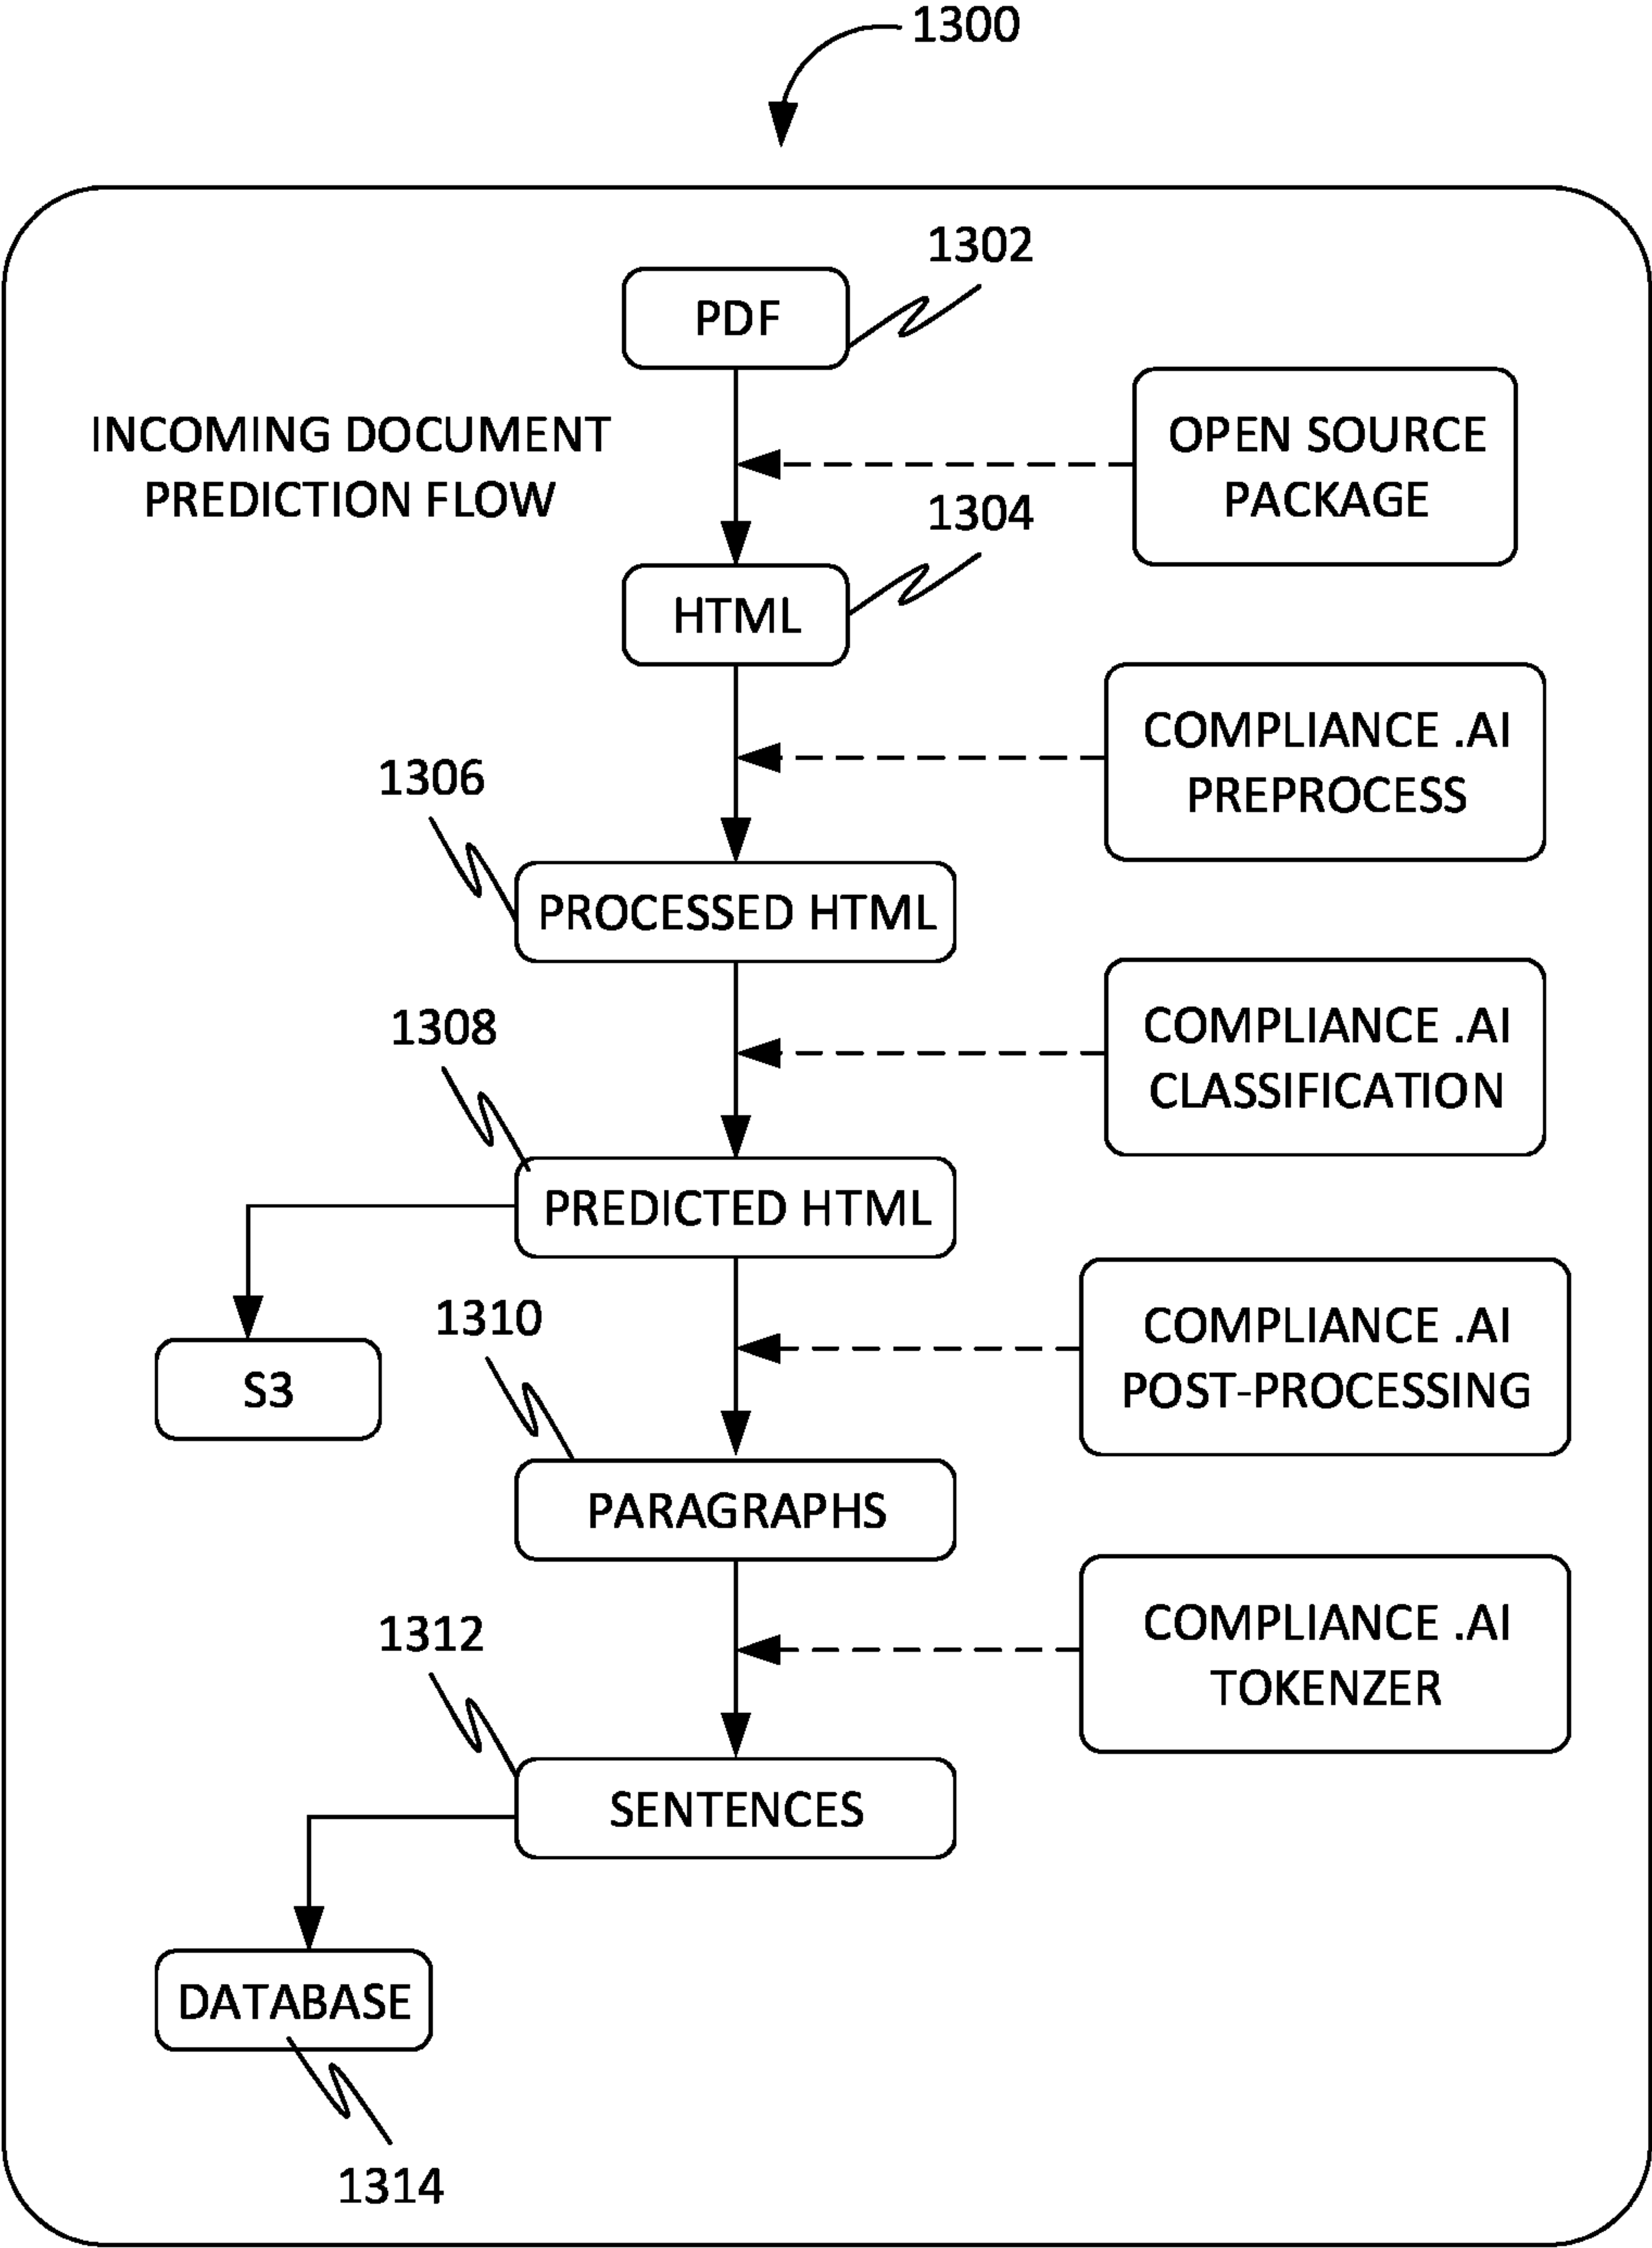 1300
1302
PDF
INCOMING DOCUMENT
PREDICTION FLOW
OPEN SOURCE
PACKAGE
1304
HTML
COMPLIANCE .AI
PREPROCESS
1306
PROCESSED HTML
COMPLIANCE .AI
CLASSIFICATION
1308
PREDICTED HTML
S3
COMPLIANCE .AI
POST-PROCESSING
1310
PARAGRAPHS
COMPLIANCE .AI
TOKENZER
1312
SENTENCES
DATABASE
1314